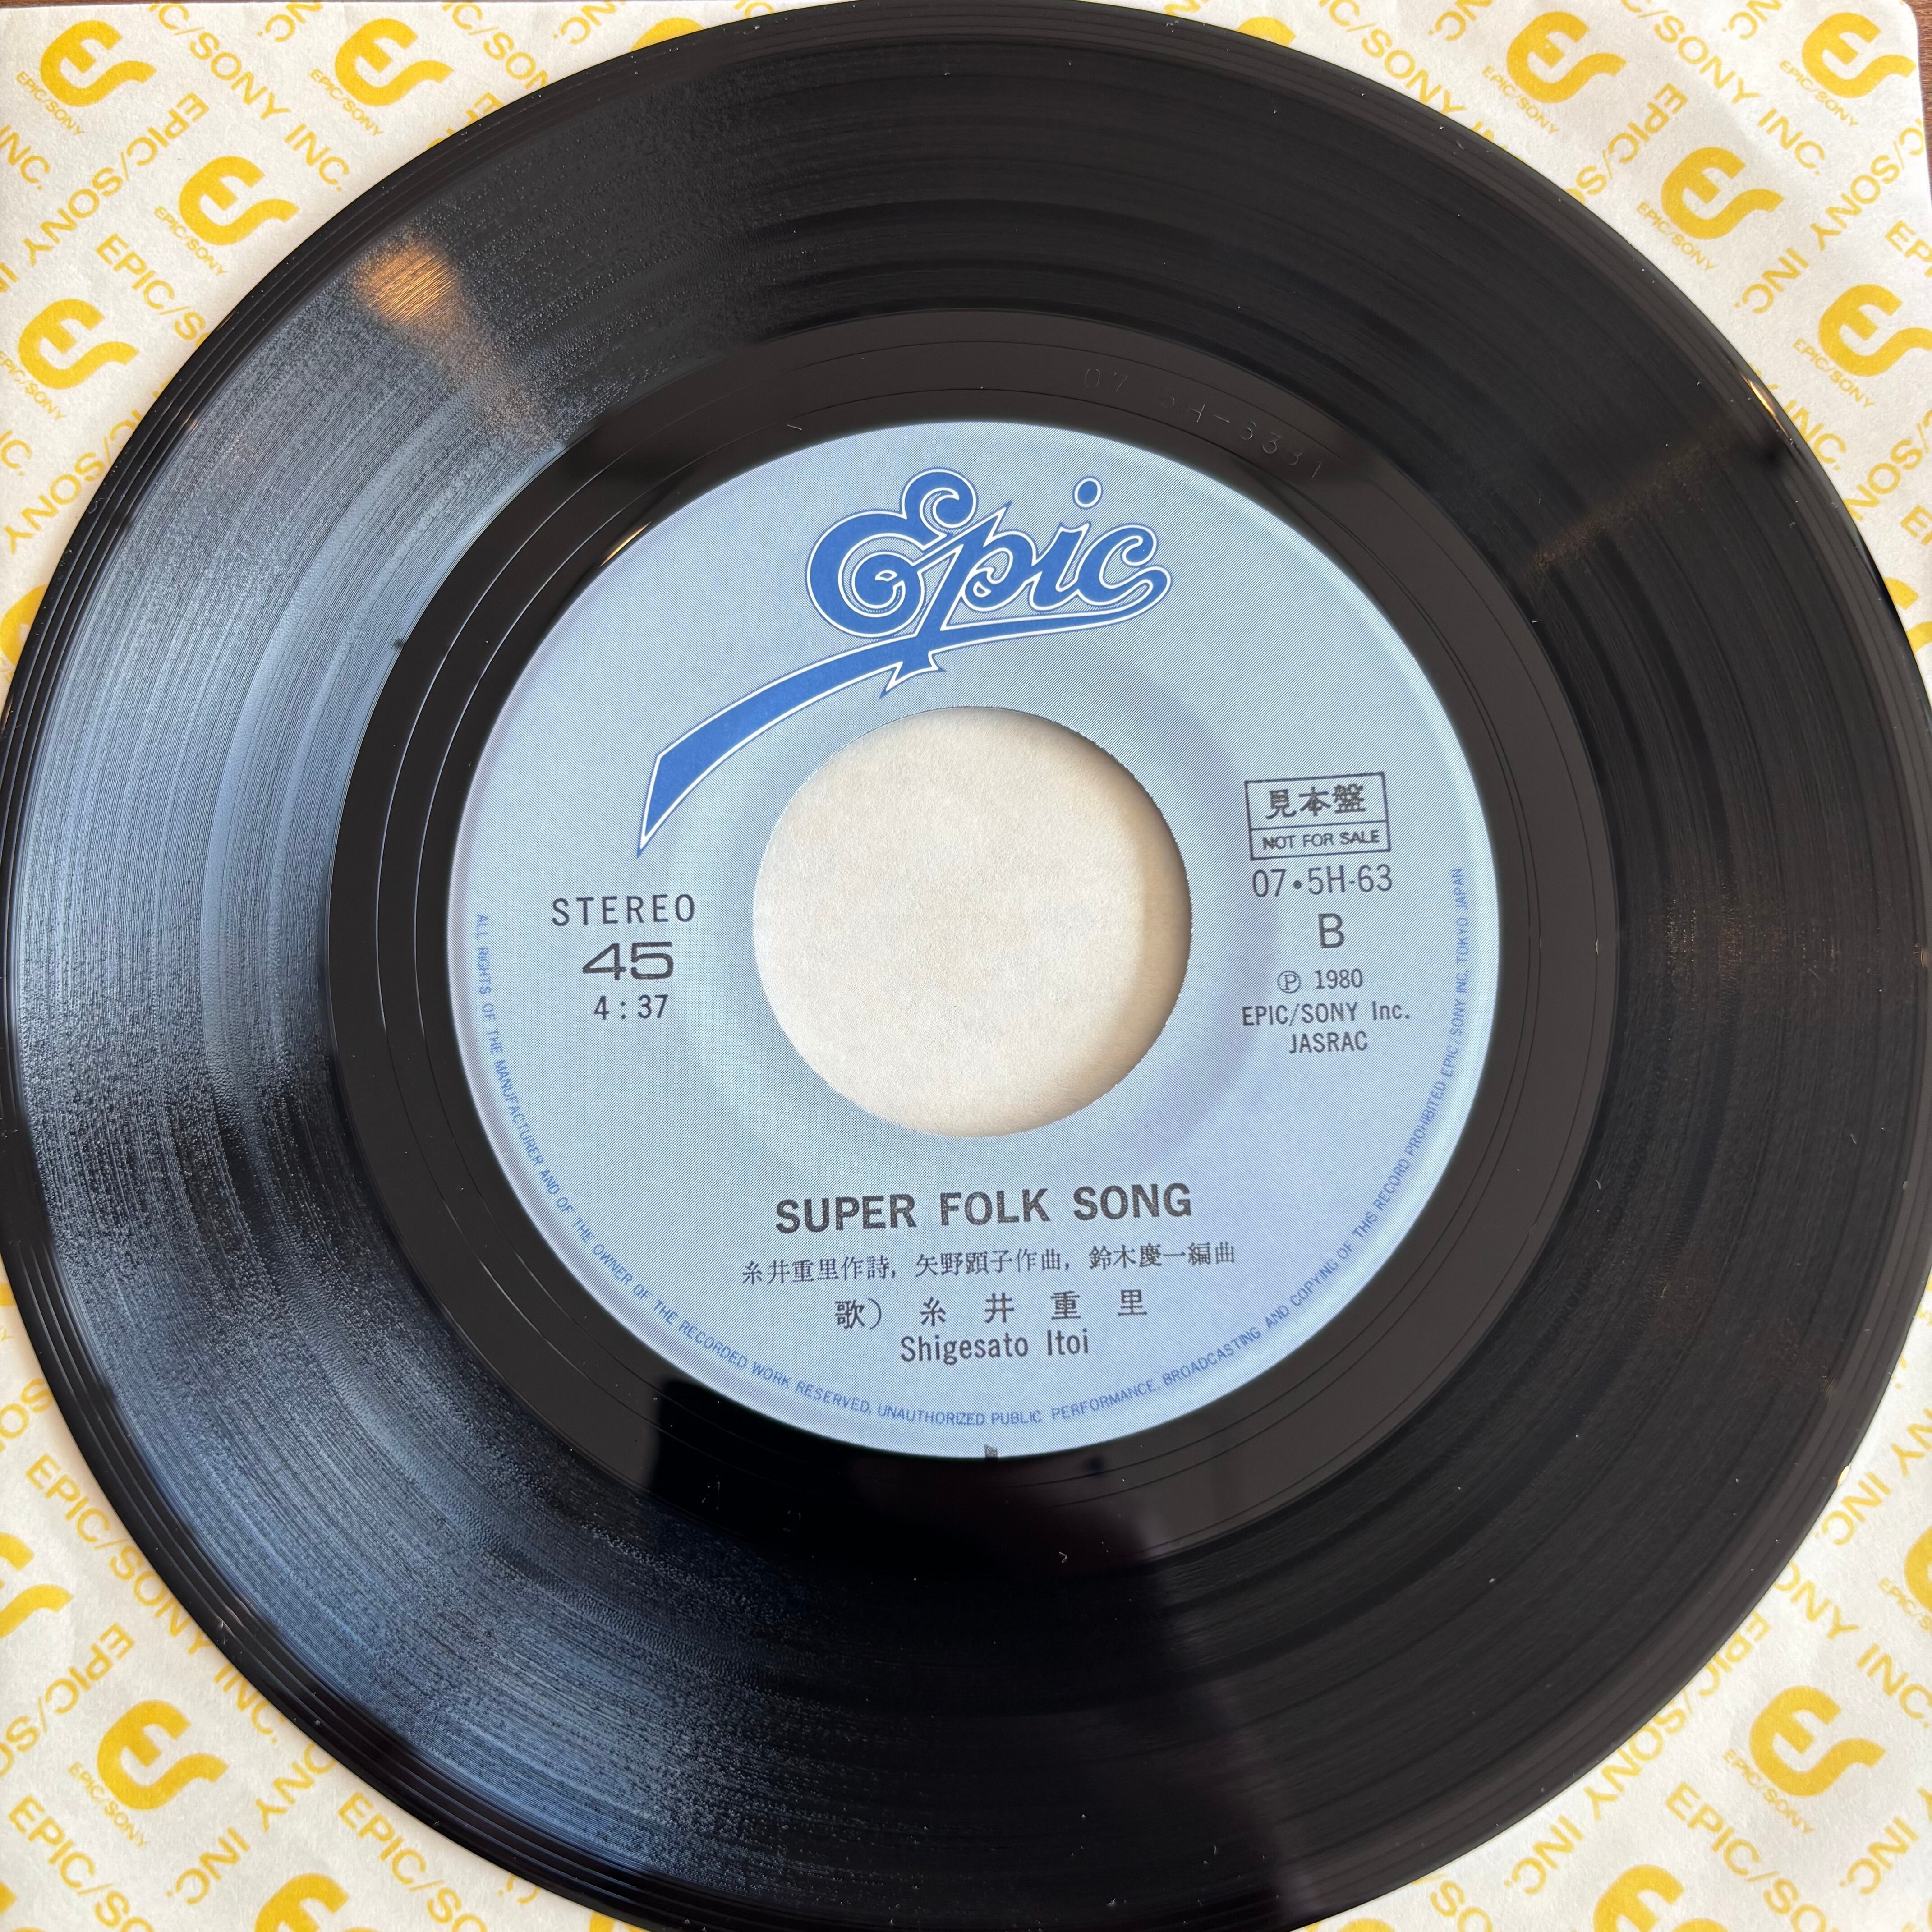 Epic
見本盤
NOT FOR SALE
07・5H-63
B
Ⓟ 1980
EPIC/SONY Inc.
JASRAC
STEREO
45
4:37
SUPER FOLK SONG
糸井重里作詩, 矢野顕子作曲, 鈴木慶一編曲
歌) 糸井重里
Shigesato Itoi
ALL RIGHTS OF THE MANUFACTURER AND OF THE OWNER OF THE RECORDED WORK RESERVED. UNAUTHORIZED PUBLIC PERFORMANCE, BROADCASTING AND COPYING OF THIS RECORD PROHIBITED EPIC/SONY INC. TOKYO JAPAN
EPIC/SONY INC.
EPIC/SONY